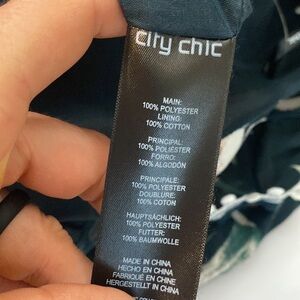 city chic
MAIN:
100% POLYESTER
LINING:
100% COTTON
PRINCIPAL:
100% POLIÉSTER
FORRO:
100% ALGODÓN
PRINCIPALE:
100% POLYESTER
DOUBLURE:
100% COTON
HAUPTSÄCHLICH:
100% POLYESTER
FUTTER:
100% BAUMWOLLE
MADE IN CHINA
HECHO EN CHINA
FABRIQUÉ EN CHINE
HERGESTELLT IN CHINA